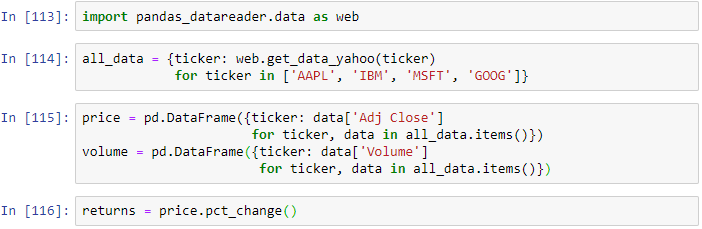 In [113]: import pandas_datareader.data as web
In [114]: all_data = {ticker: web.get_data_yahoo(ticker)
            for ticker in ['AAPL', 'IBM', 'MSFT', 'GOOG']}
In [115]: price = pd.DataFrame({ticker: data['Adj Close']
                      for ticker, data in all_data.items()})
volume = pd.DataFrame({ticker: data['Volume']
                       for ticker, data in all_data.items()})
In [116]: returns = price.pct_change()